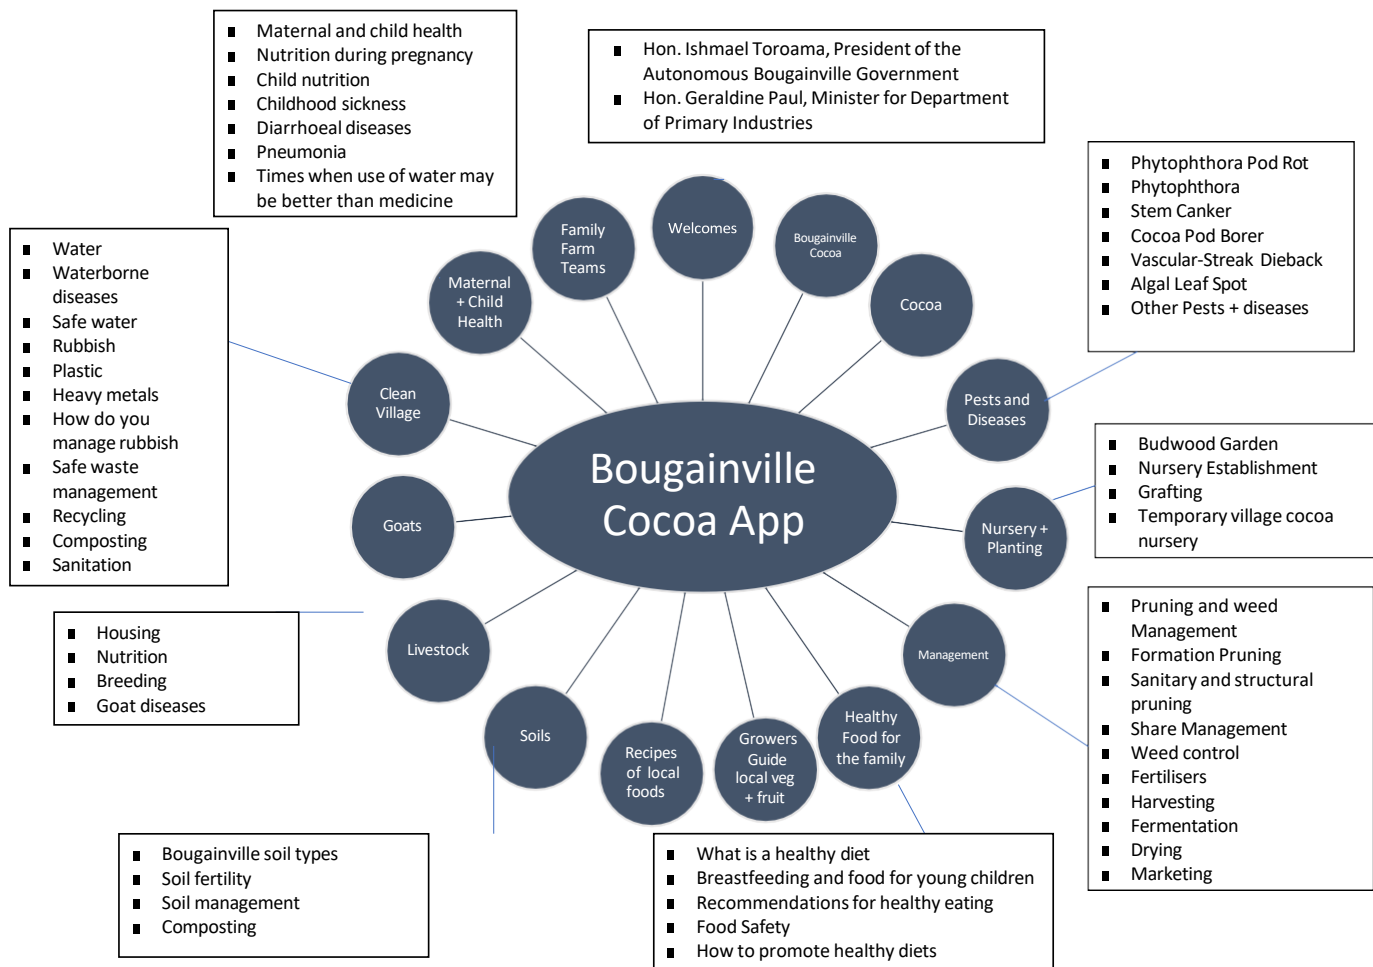 Maternal and child health
Nutrition during pregnancy
Child nutrition
Childhood sickness
Diarrhoeal diseases
Pneumonia
Times when use of water may
be better than medicine
Hon. Ishmael Toroama, President of the
Autonomous Bougainville Government
Hon. Geraldine Paul, Minister for Department
of Primary Industries
Phytophthora Pod Rot
Phytophthora
Stem Canker
Cocoa Pod Borer
Vascular-Streak Dieback
Algal Leaf Spot
Other Pests + diseases
Water
Waterborne
diseases
Safe water
Rubbish
Plastic
Heavy metals
How do you
manage rubbish
Safe waste
management
Recycling
Composting
Sanitation
Family
Farm
Teams
Welcomes
Bougainville
Cocoa
Maternal
+ Child
Health
Cocoa
Clean
Village
Pests and
Diseases
Budwood Garden
Nursery Establishment
Grafting
Temporary village cocoa
nursery
Bougainville
Cocoa App
Goats
Nursery +
Planting
Housing
Nutrition
Breeding
Goat diseases
Livestock
Management
Pruning and weed
Management
Formation Pruning
Sanitary and structural
pruning
Share Management
Weed control
Fertilisers
Harvesting
Fermentation
Drying
Marketing
Soils
Recipes
of local
foods
Growers
Guide
local veg
+ fruit
Healthy
Food for
the family
Bougainville soil types
Soil fertility
Soil management
Composting
What is a healthy diet
Breastfeeding and food for young children
Recommendations for healthy eating
Food Safety
How to promote healthy diets